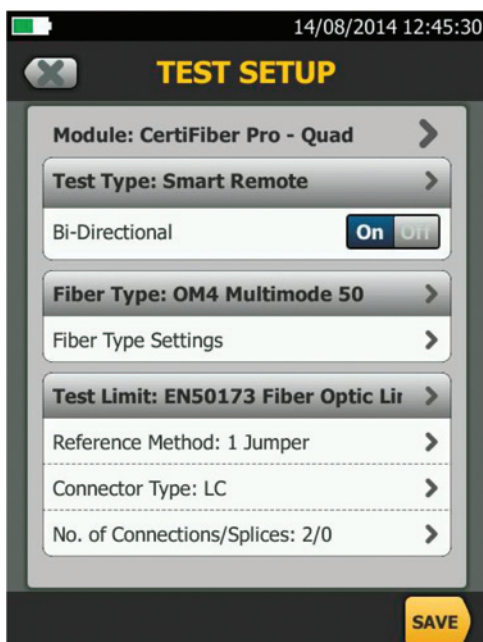 14/08/2014 12:45:30
TEST SETUP
Module: CertiFiber Pro - Quad
Test Type: Smart Remote
Bi-Directional
On Off
Fiber Type: OM4 Multimode 50
Fiber Type Settings
Test Limit: EN50173 Fiber Optic Lin
Reference Method: 1 Jumper
Connector Type: LC
No. of Connections/Splices: 2/0
SAVE